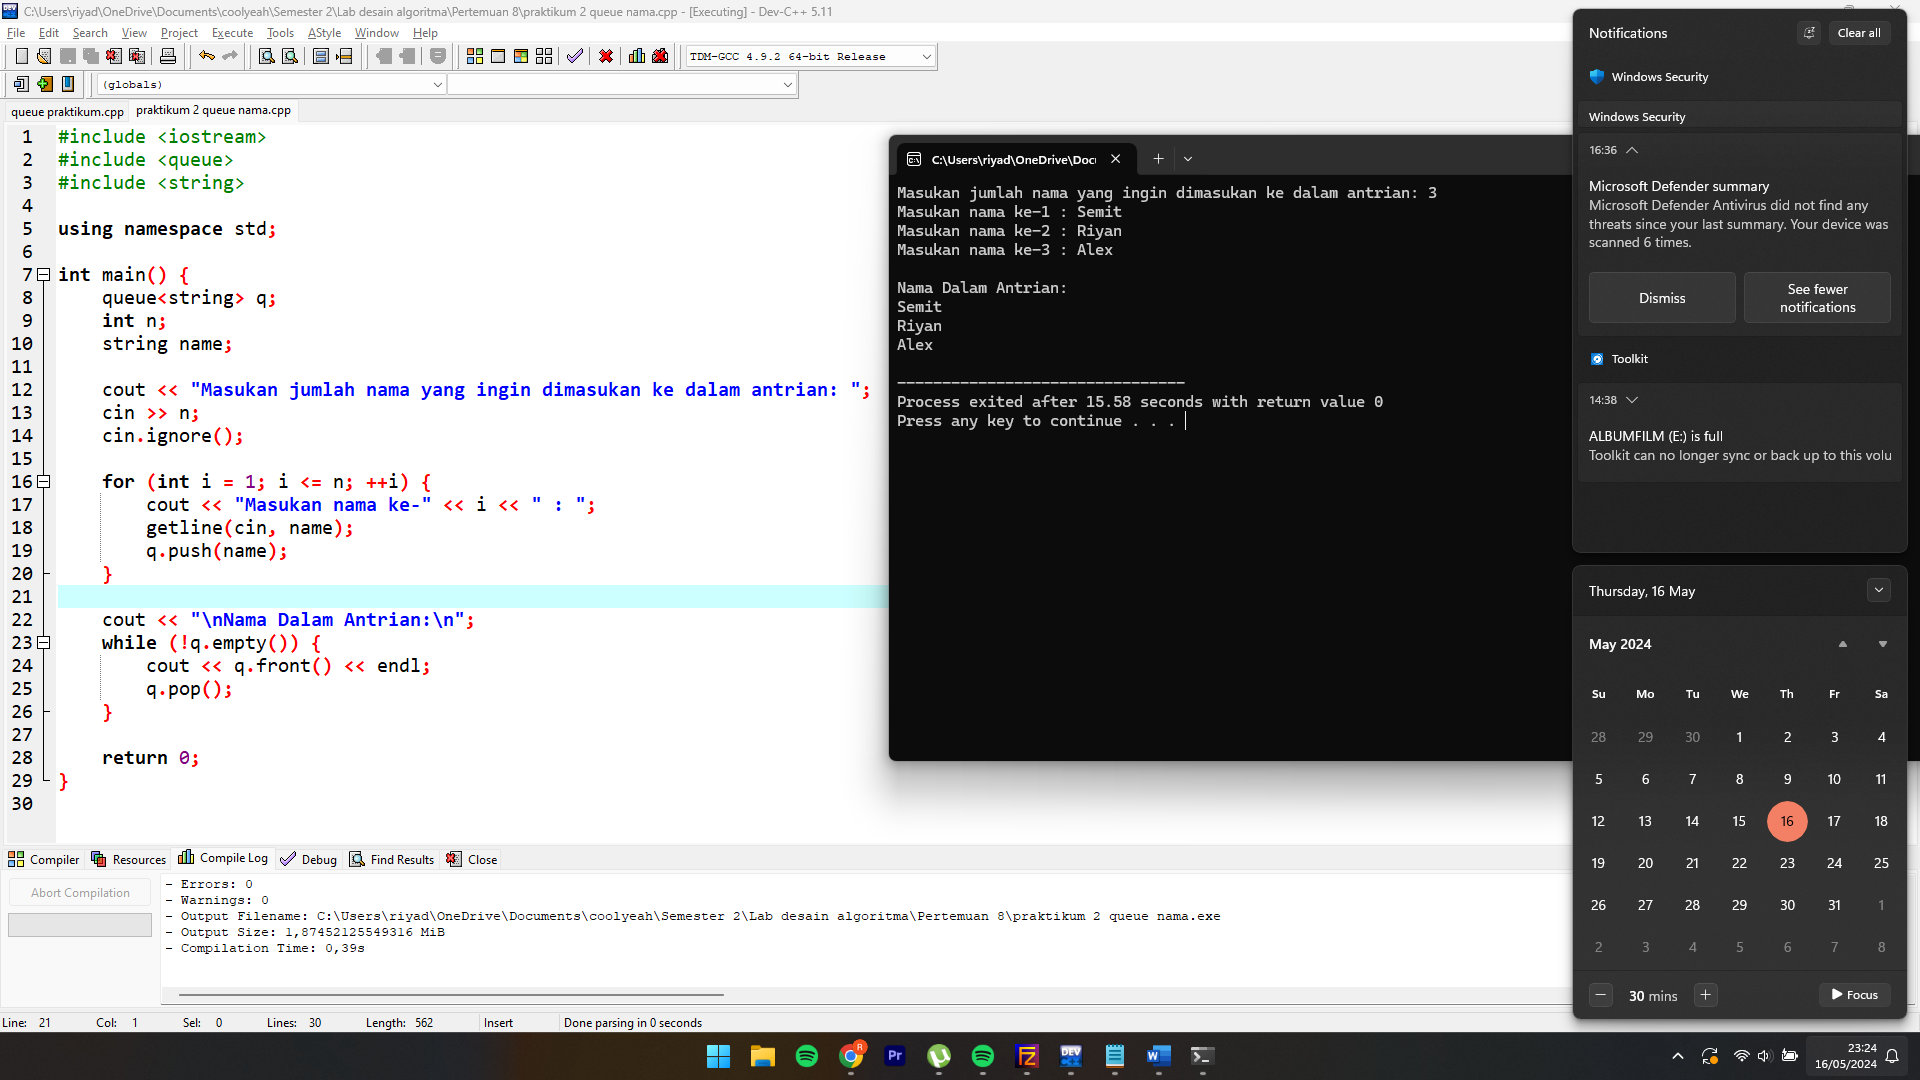 C:\Users\riyad\OneDrive\Documents\coolyeah\Semester 2\Lab desain algoritma\Pertemuan 8\praktikum 2 queue nama.cpp - [Executing] - Dev-C++ 5.11
File Edit Search View Project Execute Tools AStyle Window Help
TDM-GCC 4.9.2 64-bit Release
(globals)
queue praktikum.cpp praktikum 2 queue nama.cpp
1 #include <iostream>
2 #include <queue>
3 #include <string>
4
5 using namespace std;
6
7 int main() {
8 queue<string> q;
9 int n;
10 string name;
11
12 cout << "Masukan jumlah nama yang ingin dimasukan ke dalam antrian: ";
13 cin >> n;
14 cin.ignore();
15
16 for (int i = 1; i <= n; ++i) {
17 cout << "Masukan nama ke-" << i << " : ";
18 getline(cin, name);
19 q.push(name);
20 }
21
22 cout << "\nNama Dalam Antrian:\n";
23 while (!q.empty()) {
24 cout << q.front() << endl;
25 q.pop();
26 }
27
28 return 0;
29 }
30
C:\Users\riyad\OneDrive\Doc
Masukan jumlah nama yang ingin dimasukan ke dalam antrian: 3
Masukan nama ke-1 : Semit
Masukan nama ke-2 : Riyan
Masukan nama ke-3 : Alex
Nama Dalam Antrian:
Semit
Riyan
Alex
--------------------------------
Process exited after 15.58 seconds with return value 0
Press any key to continue . . .
Notifications Clear all
Windows Security
Windows Security
16:36
Microsoft Defender summary
Microsoft Defender Antivirus did not find any
threats since your last summary. Your device was
scanned 6 times.
Dismiss
See fewer
notifications
Toolkit
14:38
ALBUMFILM (E:) is full
Toolkit can no longer sync or back up to this volu
Thursday, 16 May
May 2024
Su Mo Tu We Th Fr Sa
28 29 30 1 2 3 4
5 6 7 8 9 10 11
12 13 14 15 16 17 18
19 20 21 22 23 24 25
26 27 28 29 30 31 1
2 3 4 5 6 7 8
30 mins Focus
Compiler Resources Compile Log Debug Find Results Close
Abort Compilation
- Errors: 0
- Warnings: 0
- Output Filename: C:\Users\riyad\OneDrive\Documents\coolyeah\Semester 2\Lab desain algoritma\Pertemuan 8\praktikum 2 queue nama.exe
- Output Size: 1,87452125549316 MiB
- Compilation Time: 0,39s
Line: 21 Col: 1 Sel: 0 Lines: 30 Length: 562 Insert Done parsing in 0 seconds
R
Pr
DEV
C++
W
23:24
16/05/2024